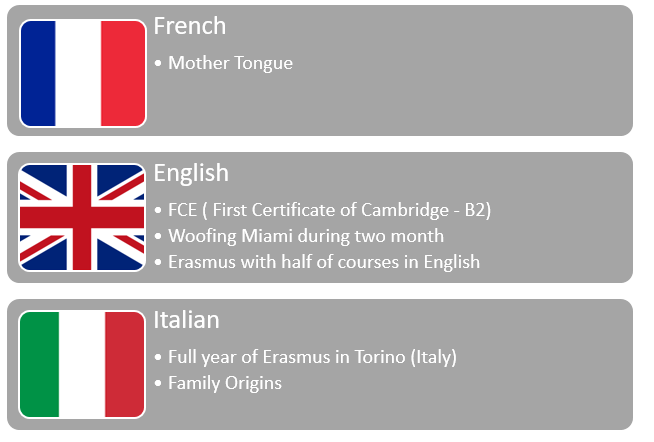 French
• Mother Tongue
English
• FCE ( First Certificate of Cambridge - B2)
• Woofing Miami during two month
• Erasmus with half of courses in English
Italian
• Full year of Erasmus in Torino (Italy)
• Family Origins